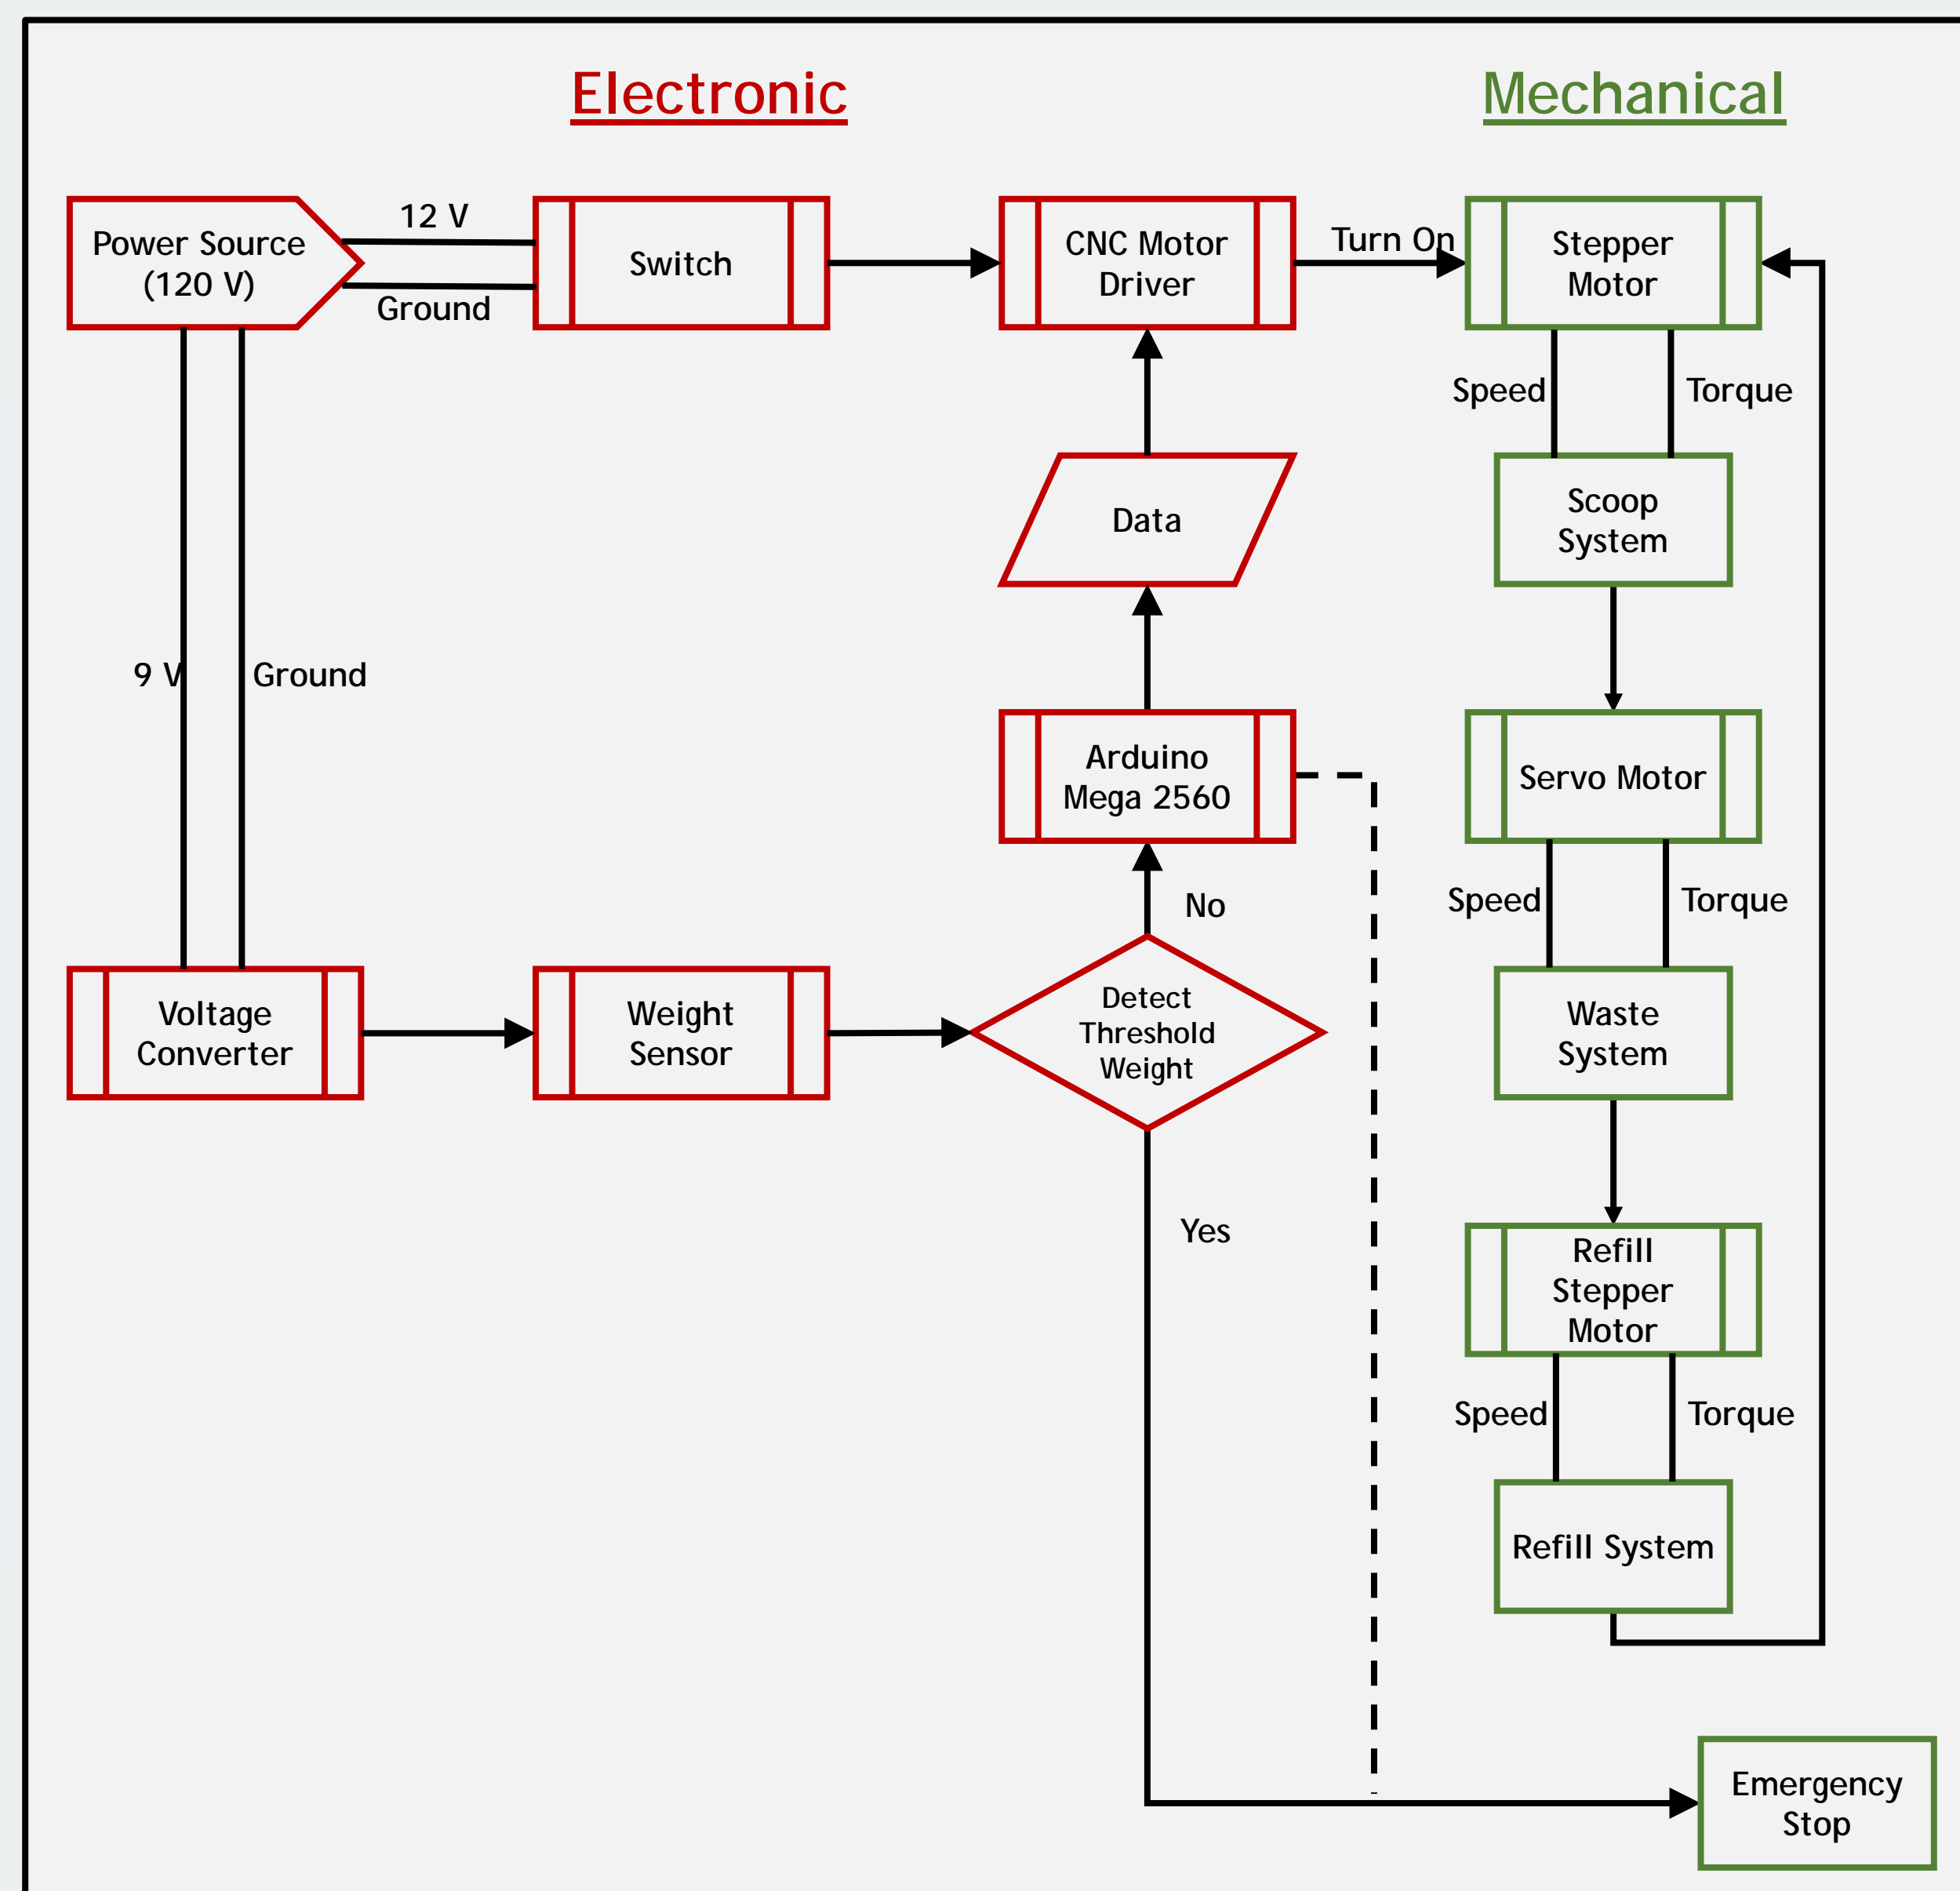 Electronic
Mechanical
Power Source
(120 V)
12 V
Ground
Switch
CNC Motor
Driver
Turn On
Stepper
Motor
Speed
Torque
Data
Scoop
System
9 V
Ground
Arduino
Mega 2560
Servo Motor
No
Speed
Torque
Voltage
Converter
Weight
Sensor
Detect
Threshold
Weight
Waste
System
Yes
Refill
Stepper
Motor
Speed
Torque
Refill System
Emergency
Stop